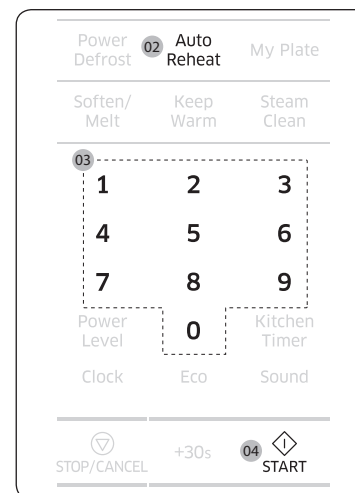 Power 02 Auto My Plate
Defrost Reheat
Soften/ Keep Steam
Melt Warm Clean
03
1 2 3
4 5 6
7 8 9
Power 0 Kitchen
Level Timer
Clock Eco Sound
+30s 04
STOP/CANCEL START